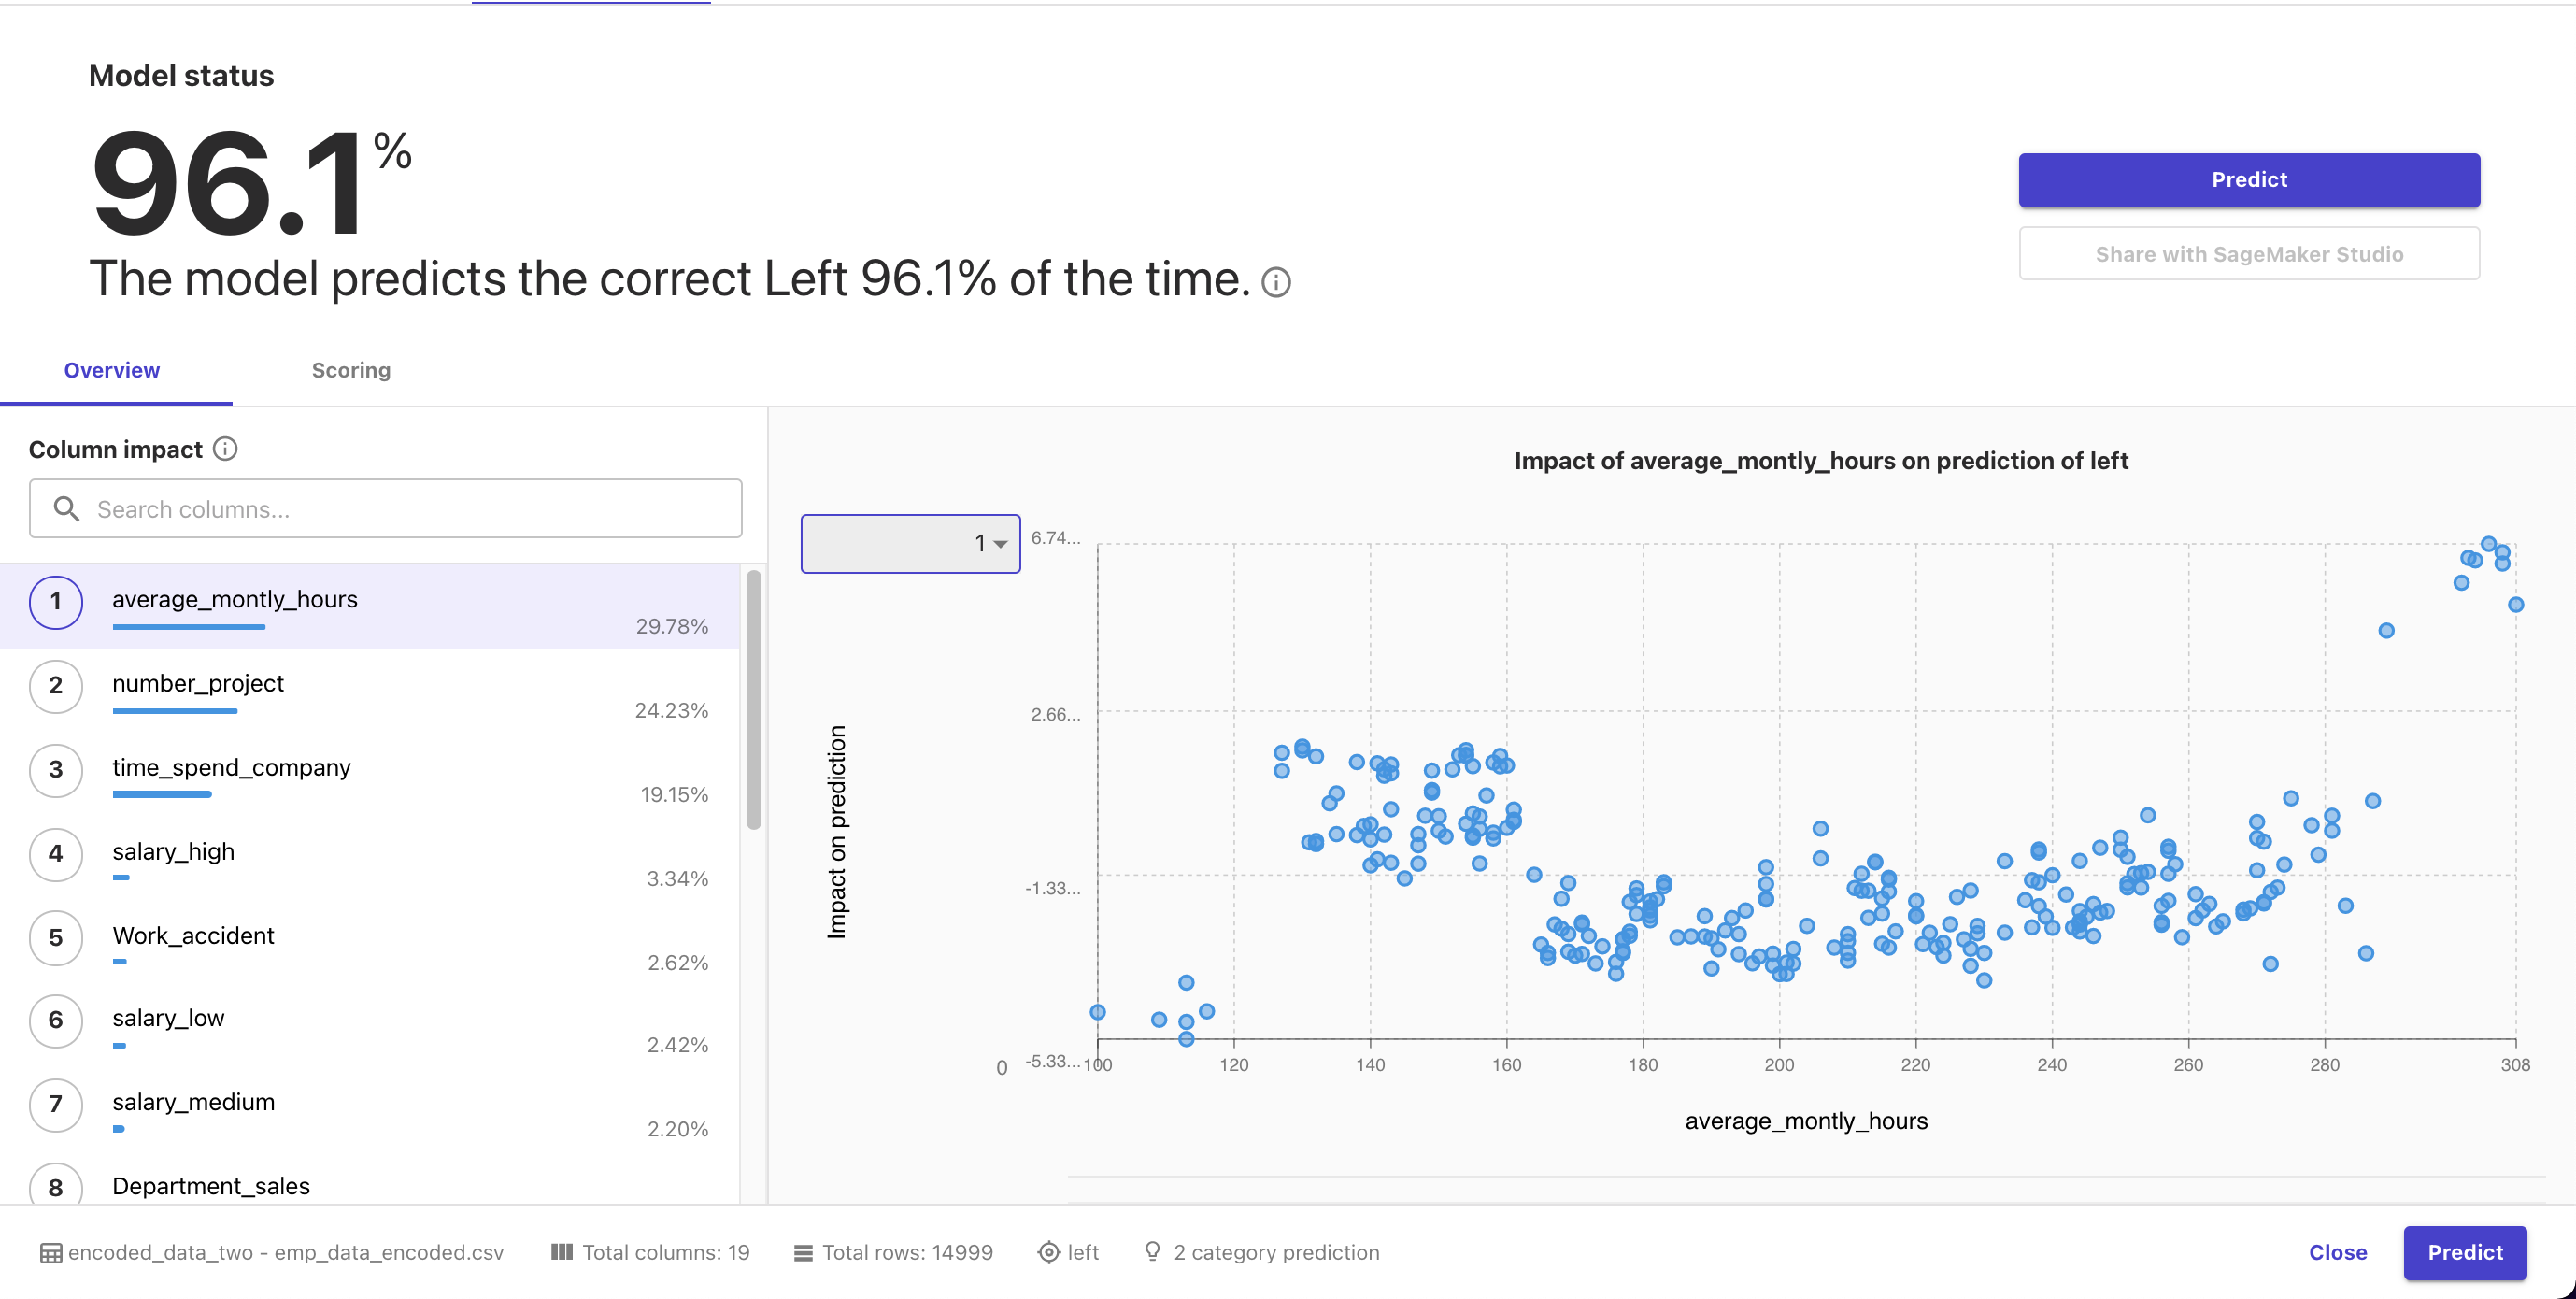 Model status
96.1%
The model predicts the correct Left 96.1% of the time.
Predict
Share with SageMaker Studio
Overview
Scoring
Column impact
Search columns...
1 average_montly_hours 29.78%
2 number_project 24.23%
3 time_spend_company 19.15%
4 salary_high 3.34%
5 Work_accident 2.62%
6 salary_low 2.42%
7 salary_medium 2.20%
8 Department_sales
Impact of average_montly_hours on prediction of left
1
6.74...
2.66...
-1.33...
-5.33...
0
Impact on prediction
100 120 140 160 180 200 220 240 260 280 308
average_montly_hours
encoded_data_two - emp_data_encoded.csv
Total columns: 19
Total rows: 14999
left
2 category prediction
Close
Predict